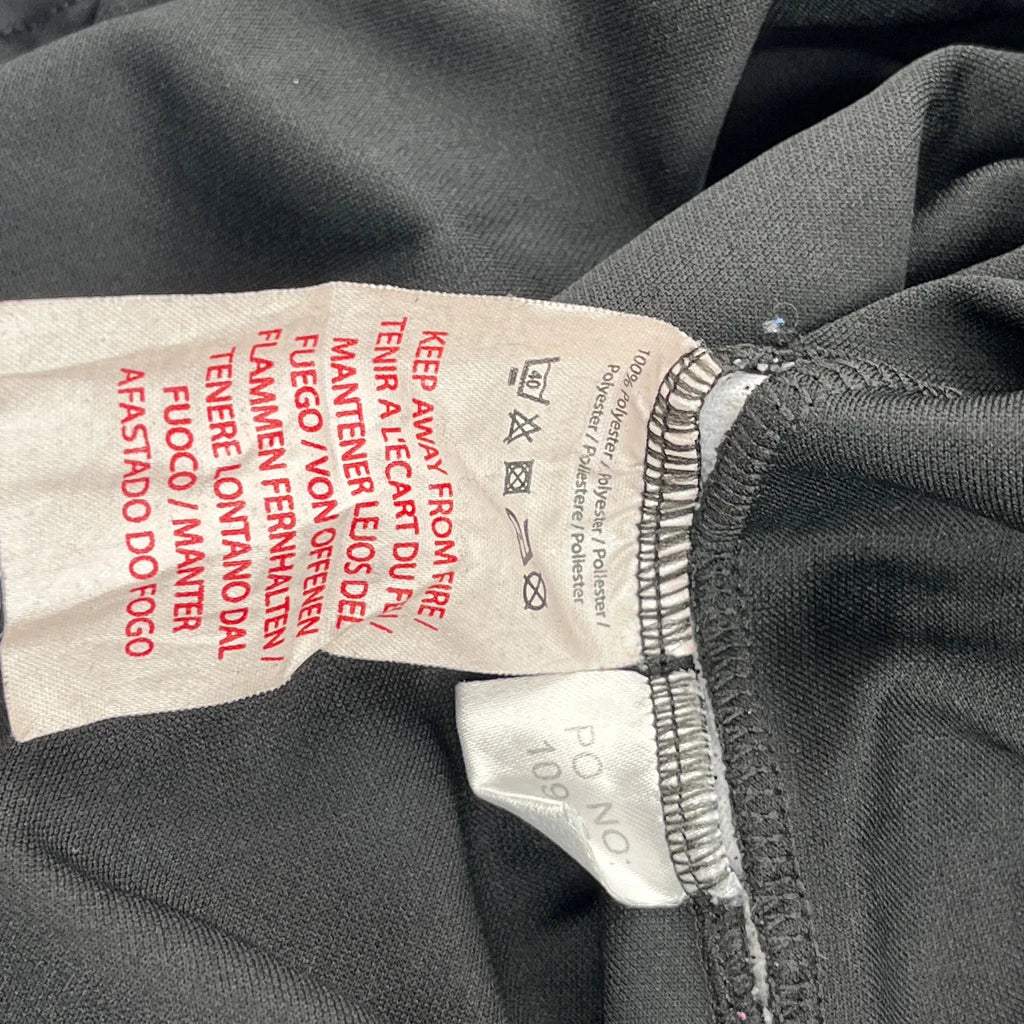 100% Polyester / Polyester / Poliester /
Polyester / Poliestere / Poliester
40
KEEP AWAY FROM FIRE /
TENIR A L'ECART DU FEU /
MANTENER LEJOS DEL
FUEGO / VON OFFENEN
FLAMMEN FERNHALTEN /
TENERE LONTANO DAL
FUOCO / MANTER
AFASTADO DO FOGO
PO NO:
109